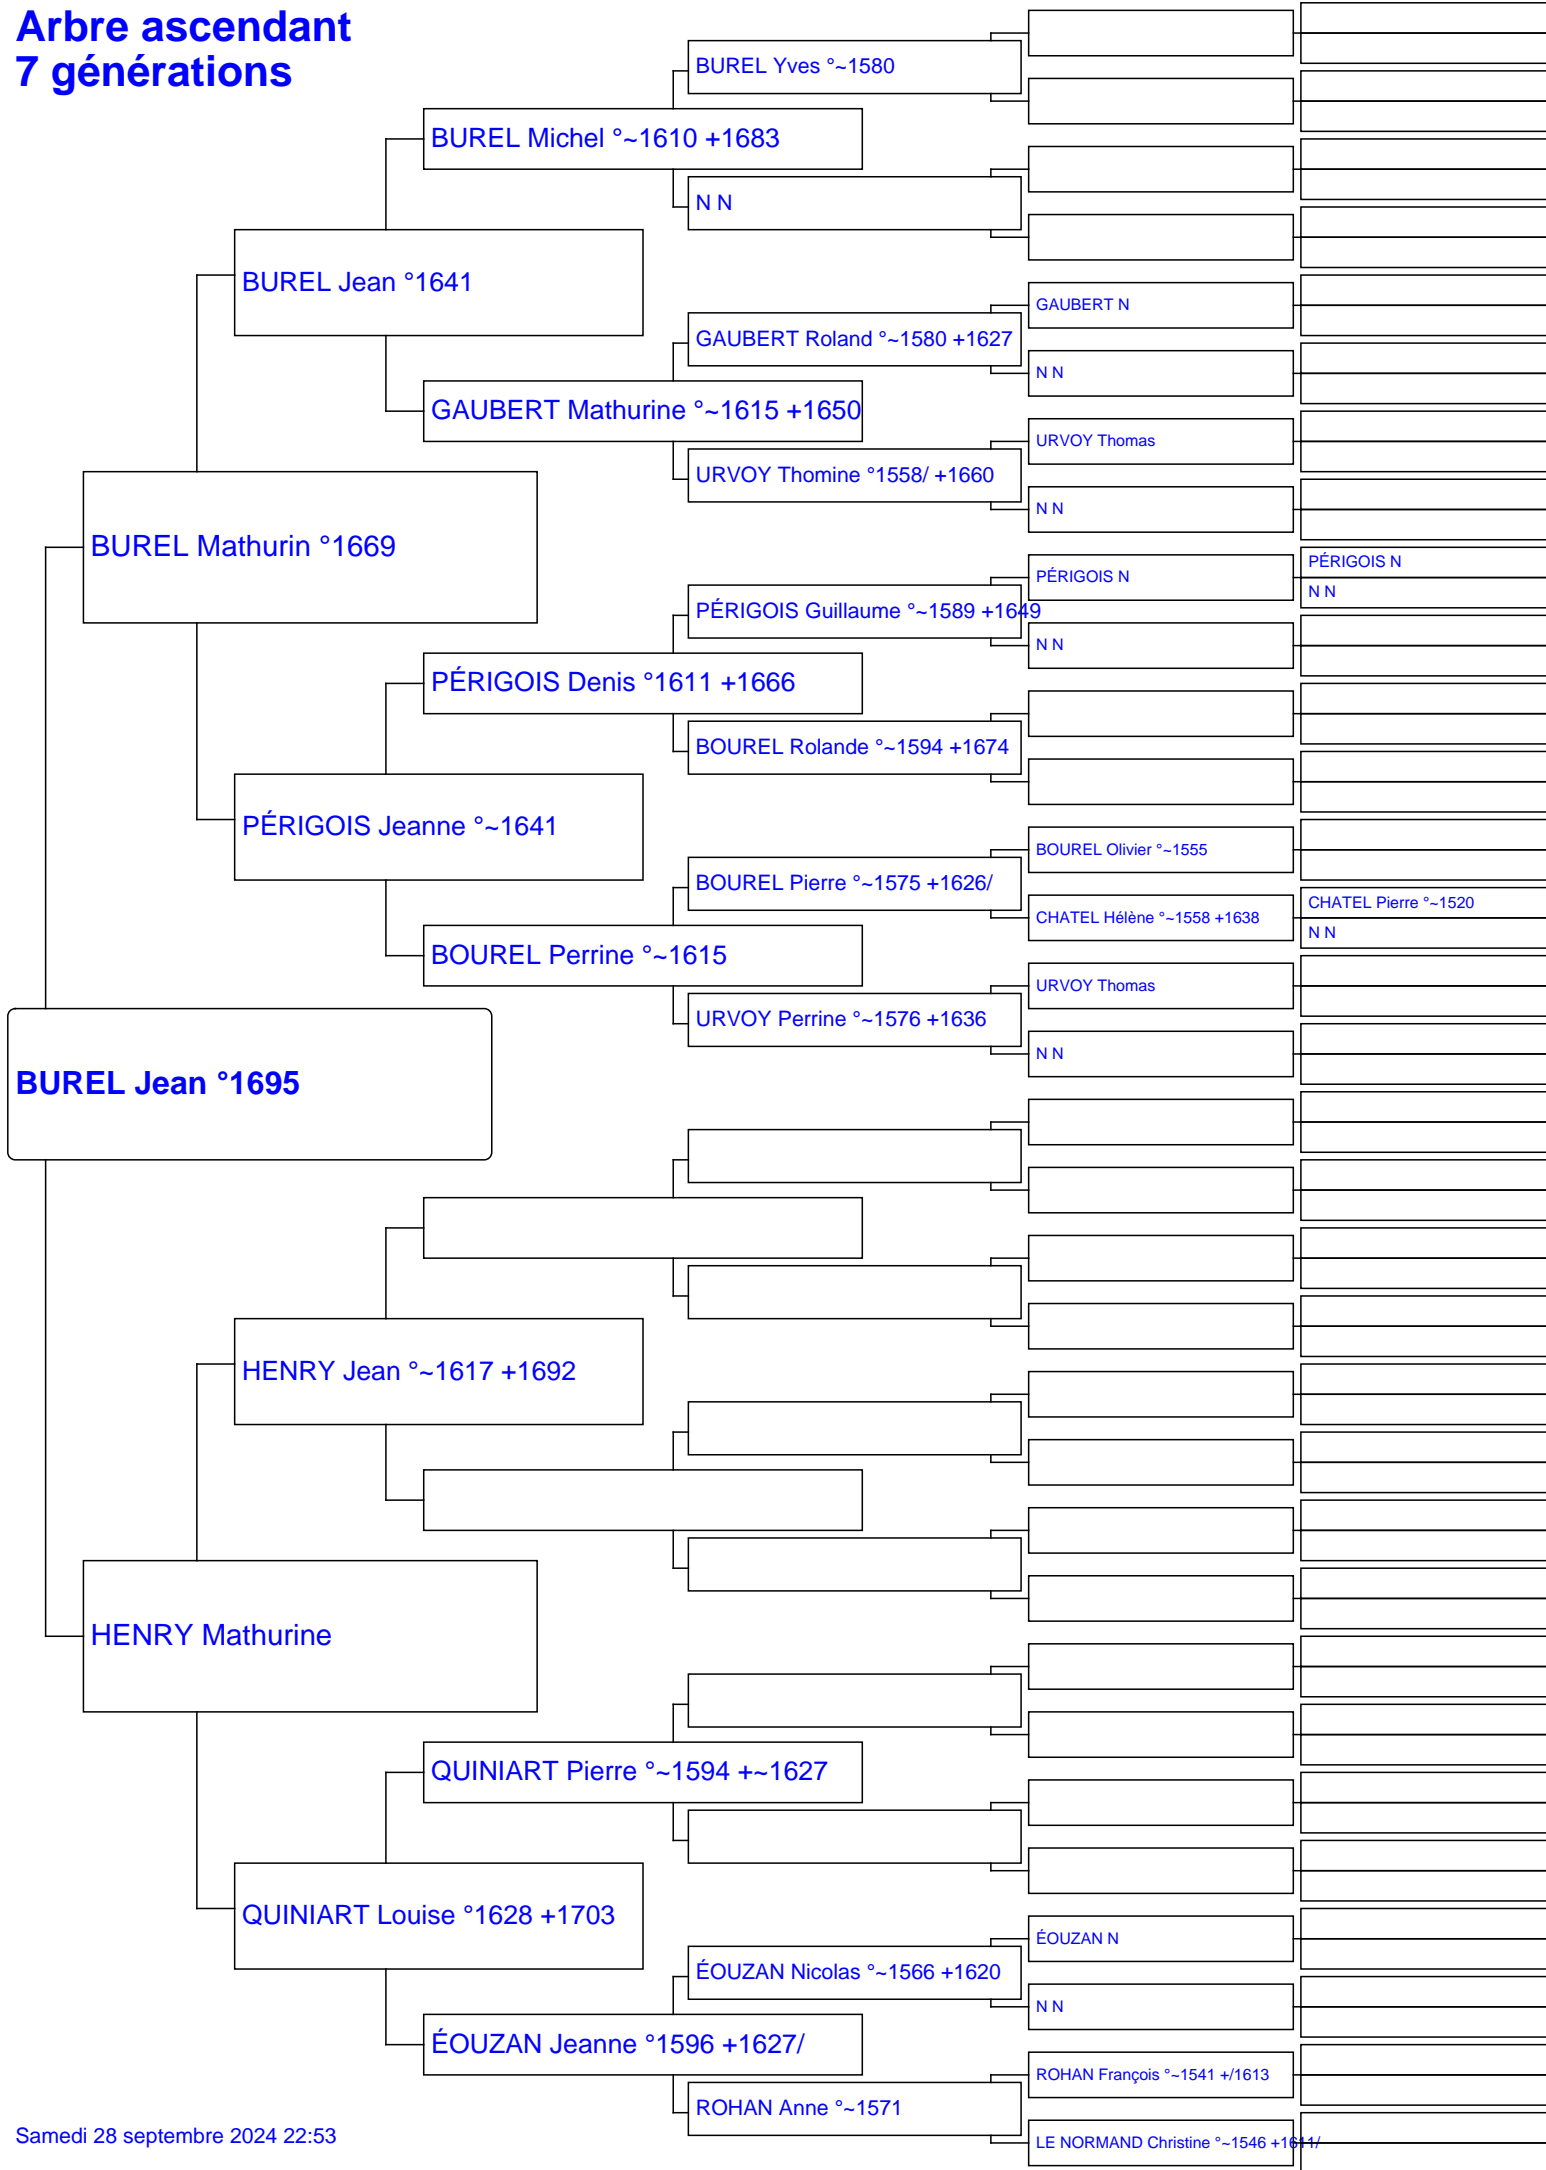 Arbre ascendant
7 générations
BUREL Yves °~1580
BUREL Michel °~1610 +1683
N N
BUREL Jean °1641
GAUBERT N
GAUBERT Roland °~1580 +1627
N N
GAUBERT Mathurine °~1615 +1650
URVOY Thomas
URVOY Thomine °1558/ +1660
N N
BUREL Mathurin °1669
PÉRIGOIS N
PÉRIGOIS N
N N
PÉRIGOIS Guillaume °~1589 +1649
N N
PÉRIGOIS Denis °1611 +1666
BOUREL Rolande °~1594 +1674
PÉRIGOIS Jeanne °~1641
BOUREL Olivier °~1555
BOUREL Pierre °~1575 +1626/
CHATEL Pierre °~1520
CHATEL Hélène °~1558 +1638
N N
BOUREL Perrine °~1615
URVOY Thomas
URVOY Perrine °~1576 +1636
N N
BUREL Jean °1695
HENRY Jean °~1617 +1692
HENRY Mathurine
QUINIART Pierre °~1594 +~1627
QUINIART Louise °1628 +1703
ÉOUZAN N
ÉOUZAN Nicolas °~1566 +1620
N N
ÉOUZAN Jeanne °1596 +1627/
ROHAN François °~1541 +/1613
ROHAN Anne °~1571
LE NORMAND Christine °~1546 +1611/
Samedi 28 septembre 2024 22:53